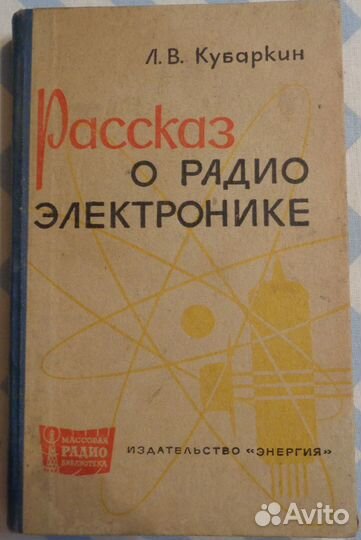 Л. В. Кубаркин
Рассказ
О РАДИО
ЭЛЕКТРОНИКЕ
МАССОВАЯ
РАДИО
БИБЛИОТЕКА
ИЗДАТЕЛЬСТВО «ЭНЕРГИЯ»
Avito